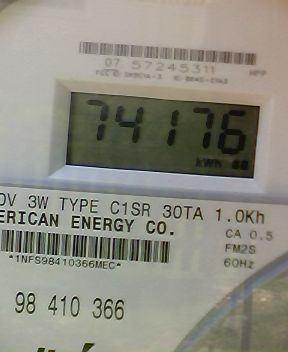 07 57245311
74176
kWh
0V 3W TYPE C1SR 30TA 1.0Kh
ERICAN ENERGY CO.
CA 0.5
FM2S
60Hz
*1NFS98410366MEC*
98 410 366